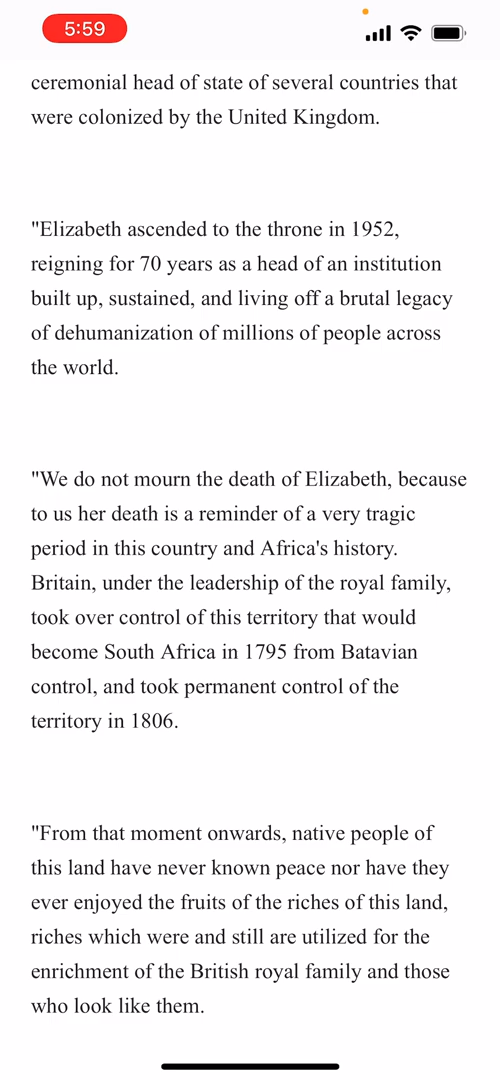 5:59
ceremonial head of state of several countries that
were colonized by the United Kingdom.
"Elizabeth ascended to the throne in 1952,
reigning for 70 years as a head of an institution
built up, sustained, and living off a brutal legacy
of dehumanization of millions of people across
the world.
"We do not mourn the death of Elizabeth, because
to us her death is a reminder of a very tragic
period in this country and Africa's history.
Britain, under the leadership of the royal family,
took over control of this territory that would
become South Africa in 1795 from Batavian
control, and took permanent control of the
territory in 1806.
"From that moment onwards, native people of
this land have never known peace nor have they
ever enjoyed the fruits of the riches of this land,
riches which were and still are utilized for the
enrichment of the British royal family and those
who look like them.